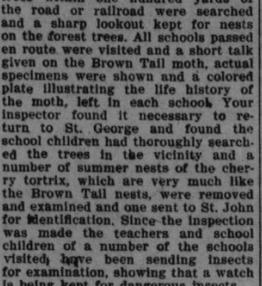 the road or railroad were searched
and a sharp lookout kept for nests
on the forest trees. All schools passed
en route were visited and a short talk
given on the Brown Tail moth, actual
specimens were shown and a colored
plate illustrating the life history of
the moth, left in each school. Your
inspector found it necessary to re-
turn to St. George and found the
school children had thoroughly search-
ed the trees in the vicinity and a
number of summer nests of the cher-
ry tortrix, which are very much like
the Brown Tail nests, were removed
and examined and one sent to St. John
for identification. Since the inspection
was made the teachers and school
children of a number of the schools
visited, have been sending insects
for examination, showing that a watch
is being kept for dangerous insects